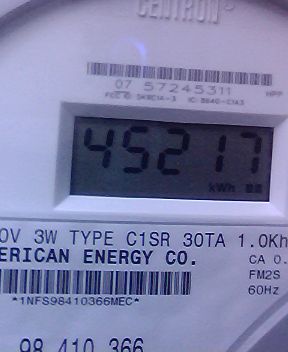 CENTRON
07 57245311
HPP
45217
kWh
0V 3W TYPE C1SR 30TA 1.0Kh
ERICAN ENERGY CO.
CA 0.
FM2S
60Hz
*1NFS98410366MEC*
98 410 366